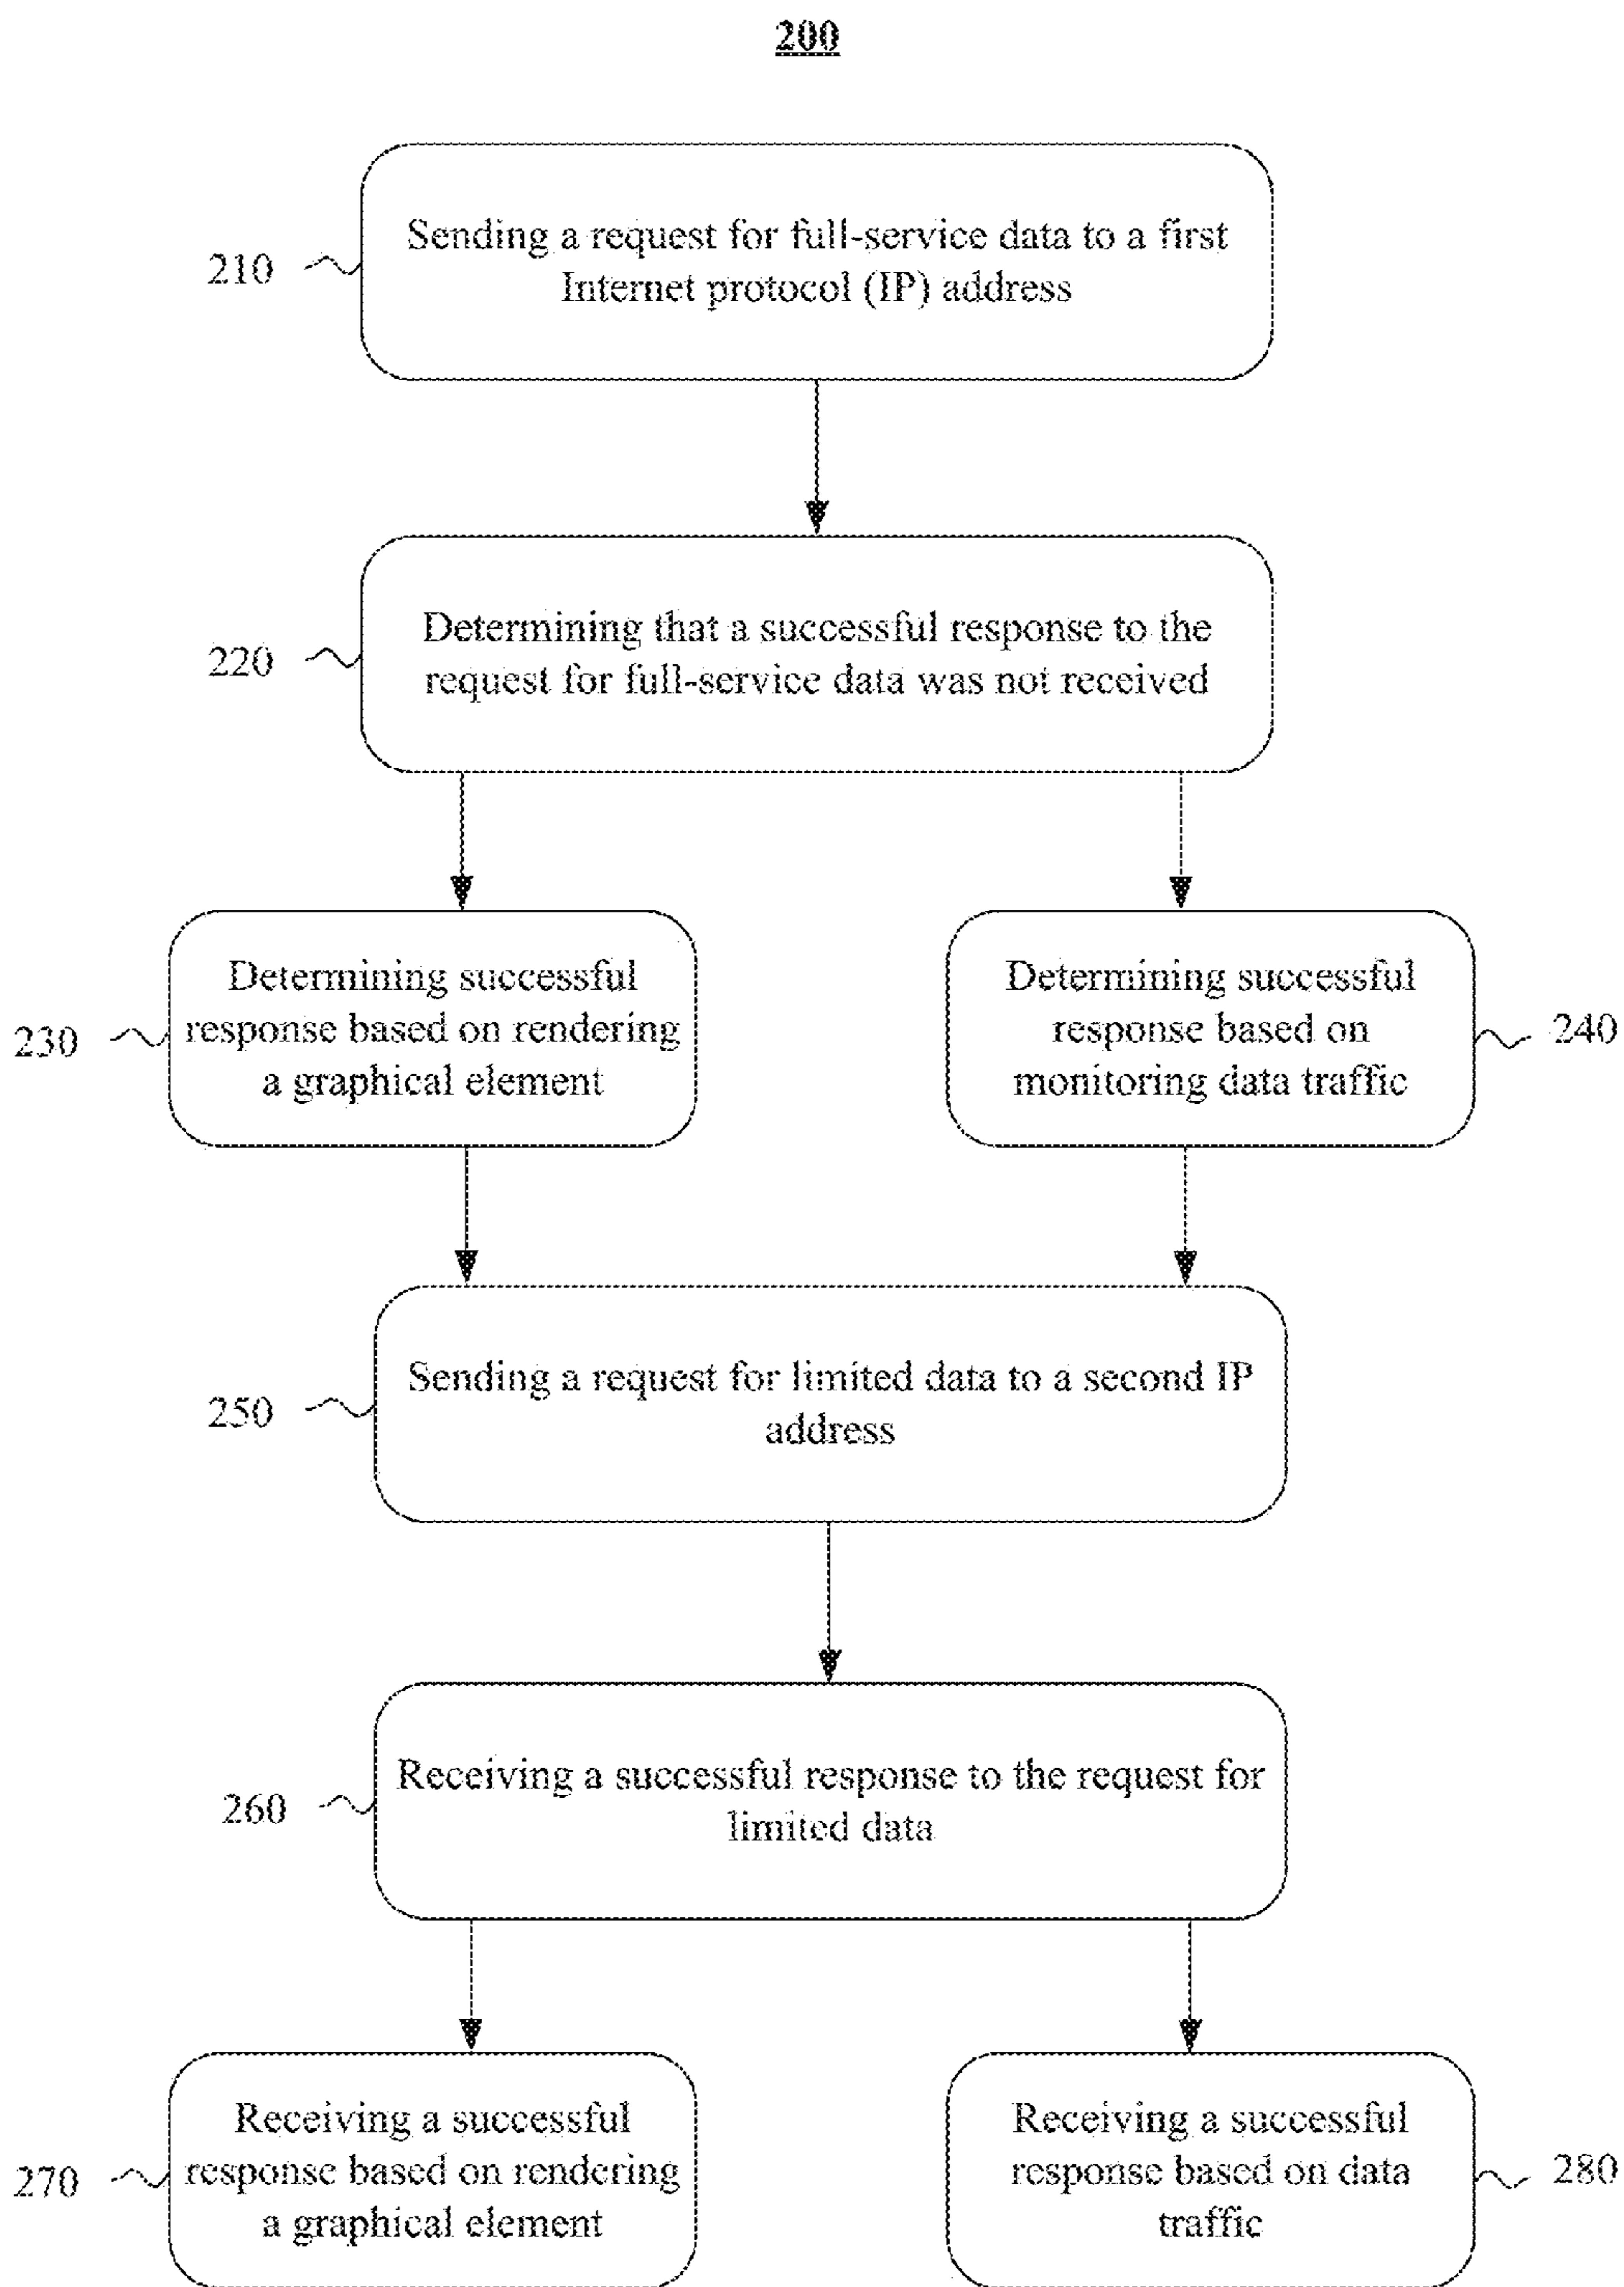 200
Sending a request for full-service data to a first
Internet protocol (IP) address
210
Determining that a successful response to the
request for full-service data was not received
220
Determining successful
response based on rendering
a graphical element
230
Determining successful
response based on
monitoring data traffic
240
Sending a request for limited data to a second IP
address
250
Receiving a successful response to the request for
limited data
260
Receiving a successful
response based on rendering
a graphical element
270
Receiving a successful
response based on data
traffic
280